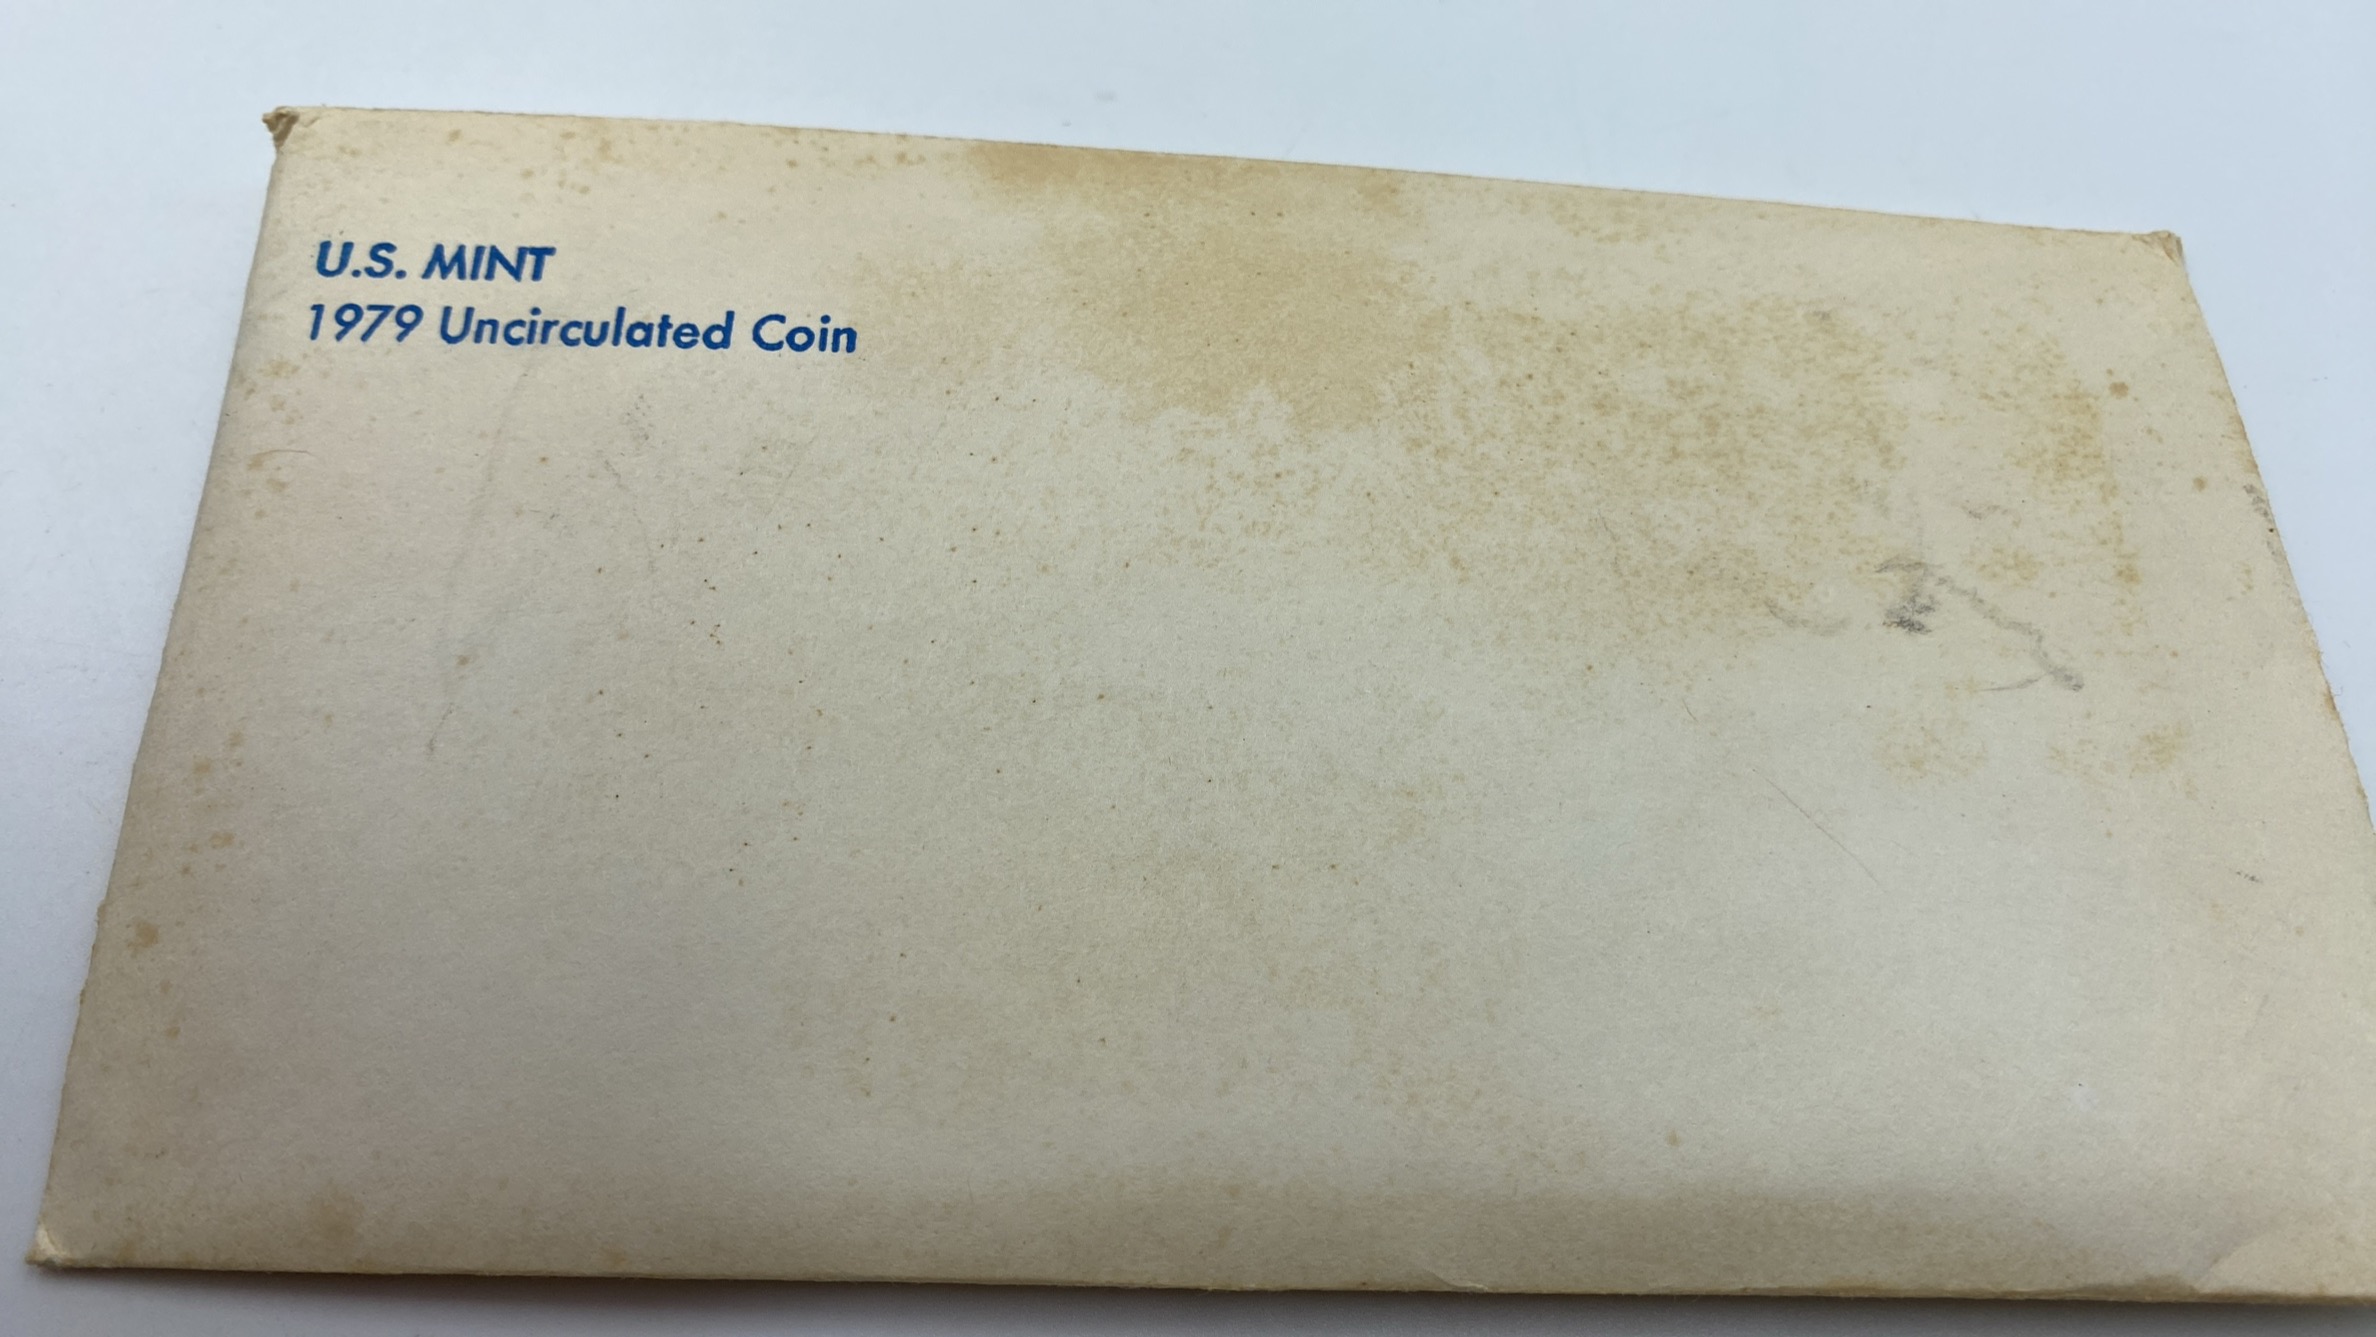 U.S. MINT
1979 Uncirculated Coin